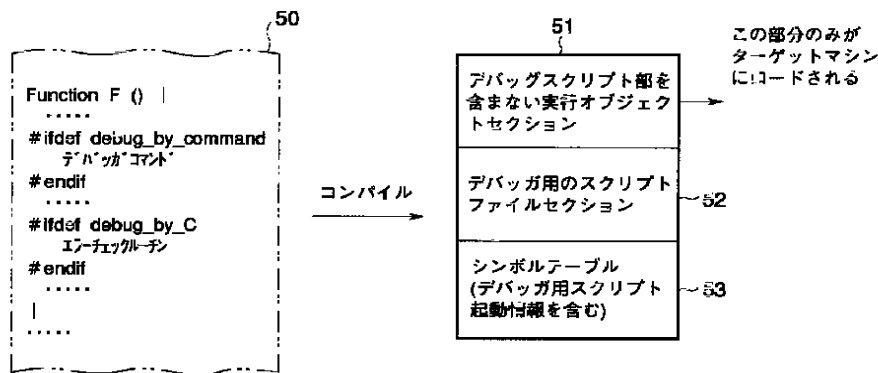 50
Function F () |
.....
#ifdef debug_by_command
デバッガコマンド
#endif
.....
#ifdef debug_by_C
エラーチェックルーチン
#endif
.....
|
.....
コンパイル
51
デバッグスクリプト部を
含まない実行オブジェク
トセクション
デバッガ用のスクリプト
ファイルセクション
52
シンボルテーブル
(デバッガ用スクリプト
起動情報を含む)
53
この部分のみが
ターゲットマシン
にロードされる